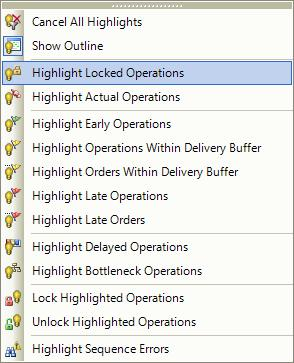 Cancel All Highlights
Show Outline
Highlight Locked Operations
Highlight Actual Operations
Highlight Early Operations
Highlight Operations Within Delivery Buffer
Highlight Orders Within Delivery Buffer
Highlight Late Operations
Highlight Late Orders
Highlight Delayed Operations
Highlight Bottleneck Operations
Lock Highlighted Operations
Unlock Highlighted Operations
Highlight Sequence Errors